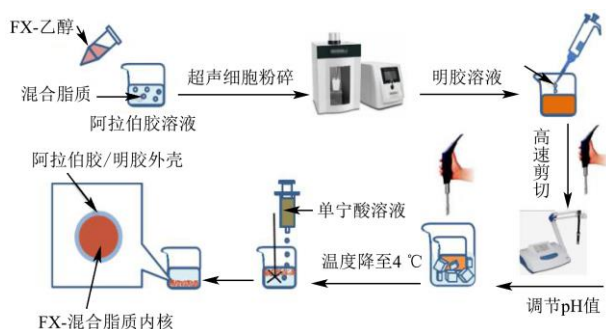 FX-乙醇
混合脂质
阿拉伯胶溶液
超声细胞粉碎
明胶溶液
高速剪切
调节pH值
温度降至4 ℃
单宁酸溶液
阿拉伯胶/明胶外壳
FX-混合脂质内核